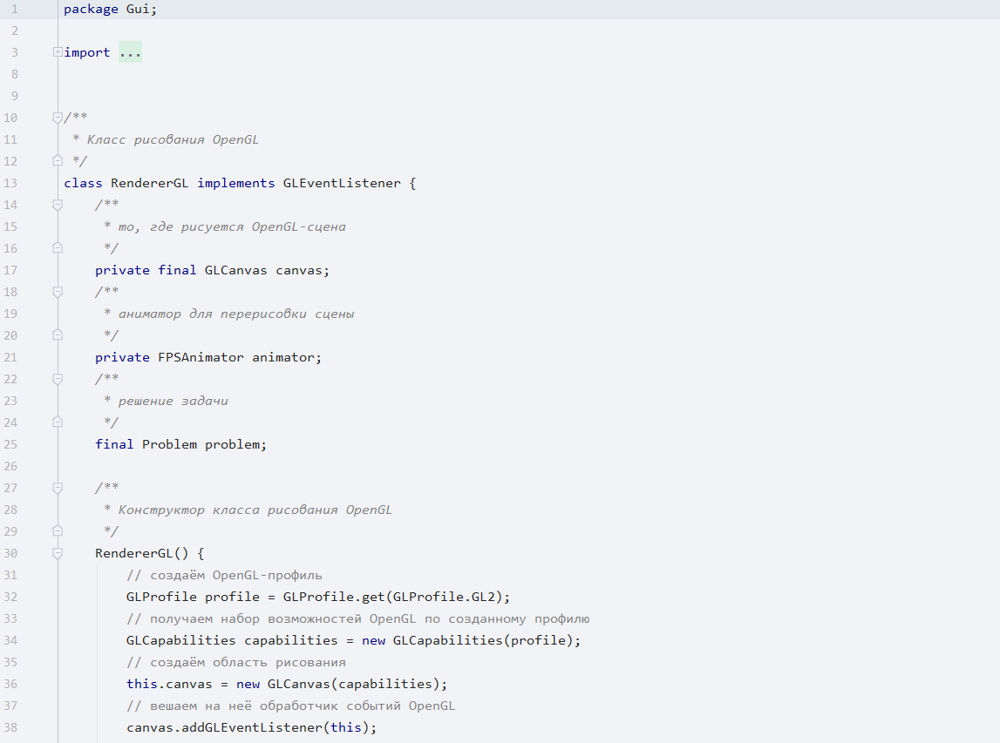 1 package Gui;
2
3 import ...
8
9
10 /**
11  * Класс рисования OpenGL
12  */
13 class RendererGL implements GLEventListener {
14     /**
15      * то, где рисуется OpenGL-сцена
16      */
17     private final GLCanvas canvas;
18     /**
19      * аниматор для перерисовки сцены
20      */
21     private FPSAnimator animator;
22     /**
23      * решение задачи
24      */
25     final Problem problem;
26
27     /**
28      * Конструктор класса рисования OpenGL
29      */
30     RendererGL() {
31         // создаём OpenGL-профиль
32         GLProfile profile = GLProfile.get(GLProfile.GL2);
33         // получаем набор возможностей OpenGL по созданному профилю
34         GLCapabilities capabilities = new GLCapabilities(profile);
35         // создаём область рисования
36         this.canvas = new GLCanvas(capabilities);
37         // вешаем на неё обработчик событий OpenGL
38         canvas.addGLEventListener(this);